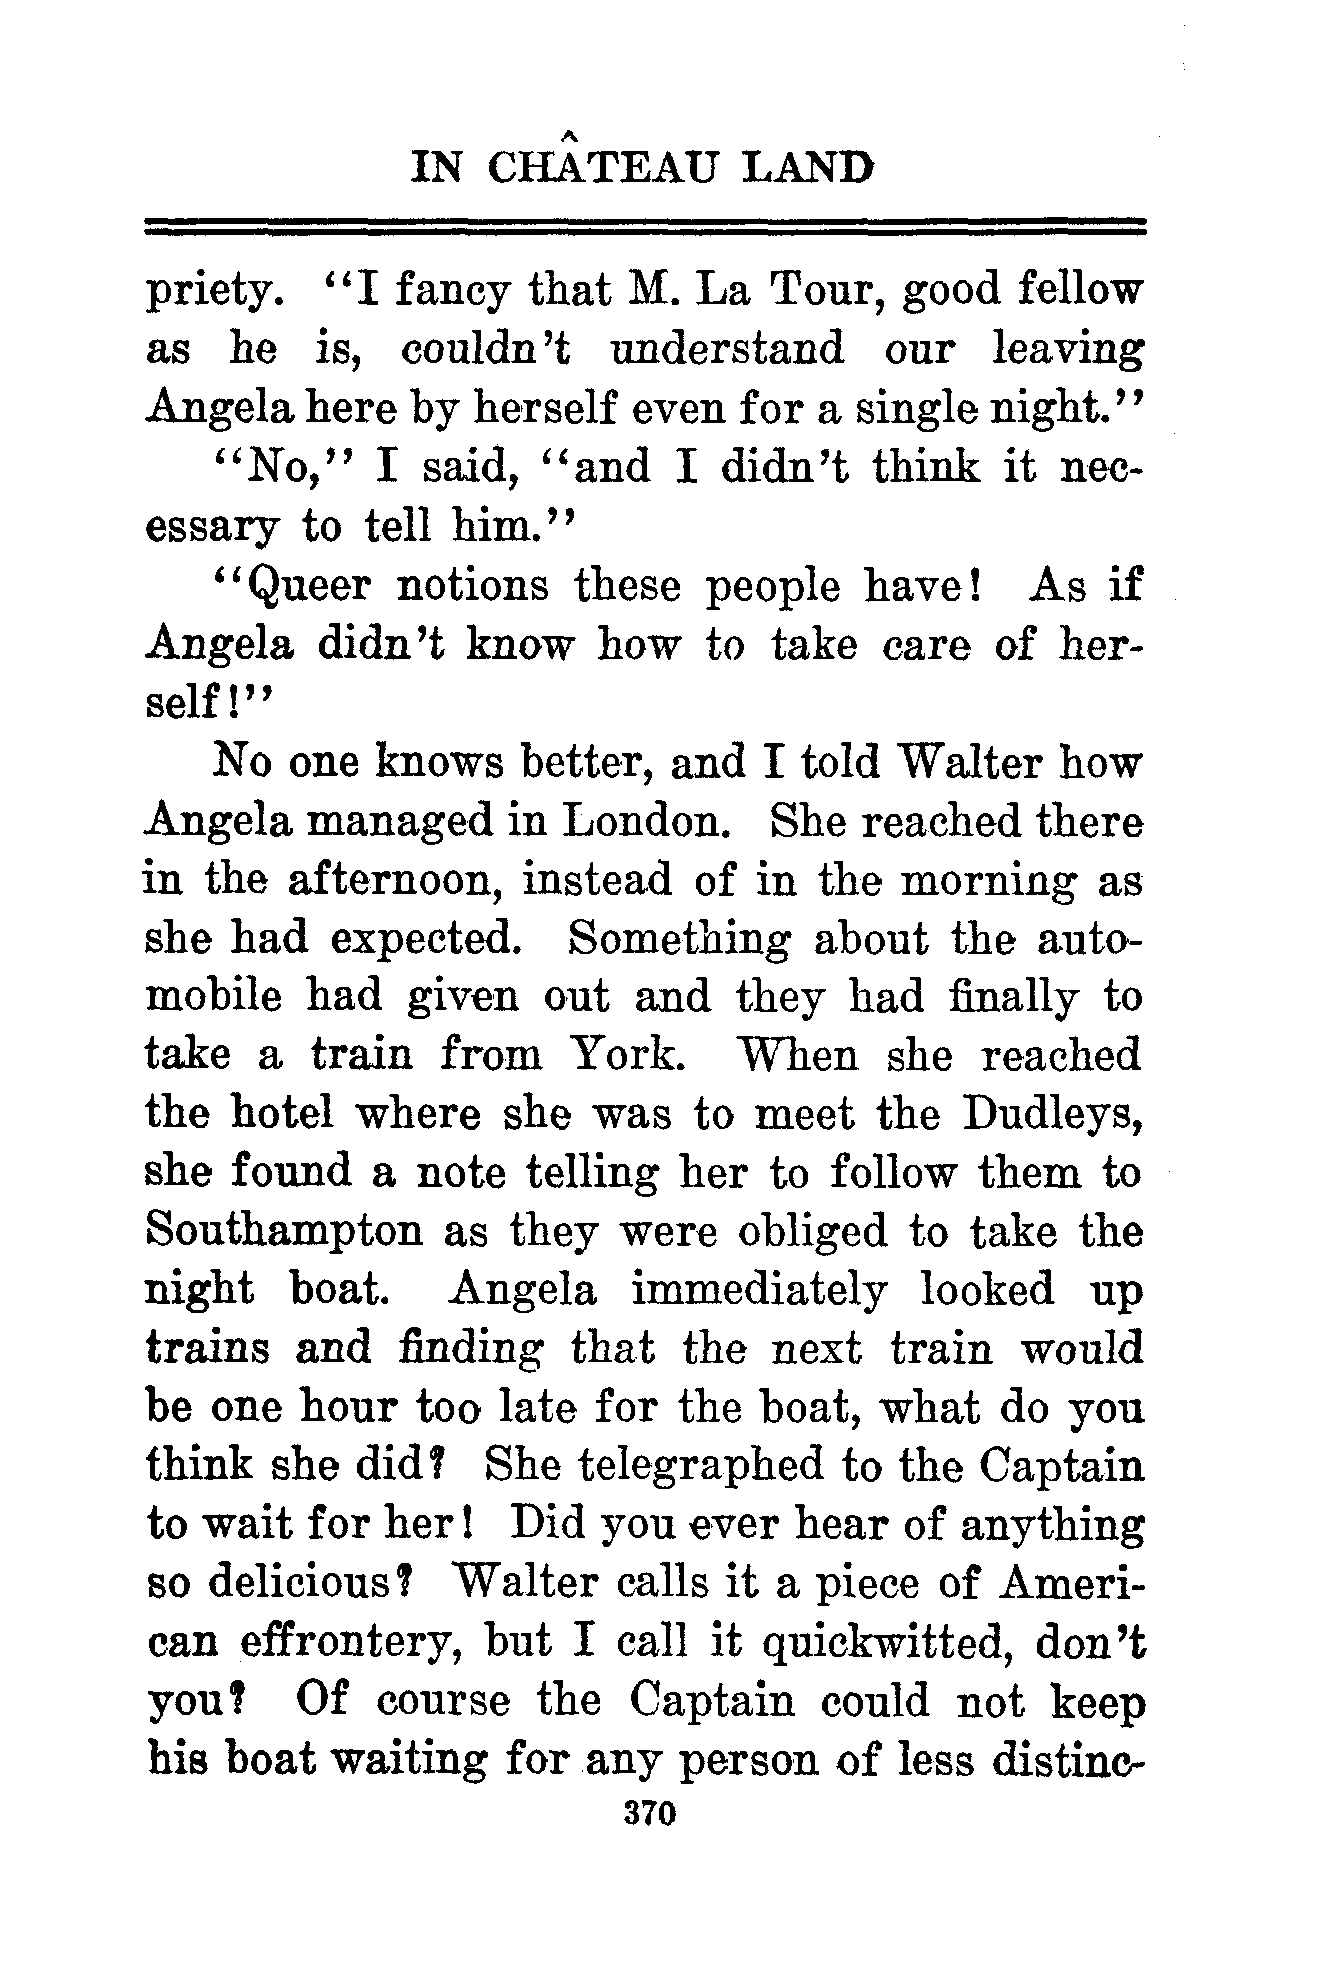 IN CHÂTEAU LAND
priety. "I fancy that M. La Tour, good fellow
as he is, couldn't understand our leaving
Angela here by herself even for a single night."
"No," I said, "and I didn't think it nec-
essary to tell him."
"Queer notions these people have! As if
Angela didn't know how to take care of her-
self!"
No one knows better, and I told Walter how
Angela managed in London. She reached there
in the afternoon, instead of in the morning as
she had expected. Something about the auto-
mobile had given out and they had finally to
take a train from York. When she reached
the hotel where she was to meet the Dudleys,
she found a note telling her to follow them to
Southampton as they were obliged to take the
night boat. Angela immediately looked up
trains and finding that the next train would
be one hour too late for the boat, what do you
think she did? She telegraphed to the Captain
to wait for her! Did you ever hear of anything
so delicious? Walter calls it a piece of Ameri-
can effrontery, but I call it quickwitted, don't
you? Of course the Captain could not keep
his boat waiting for any person of less distinc-
370